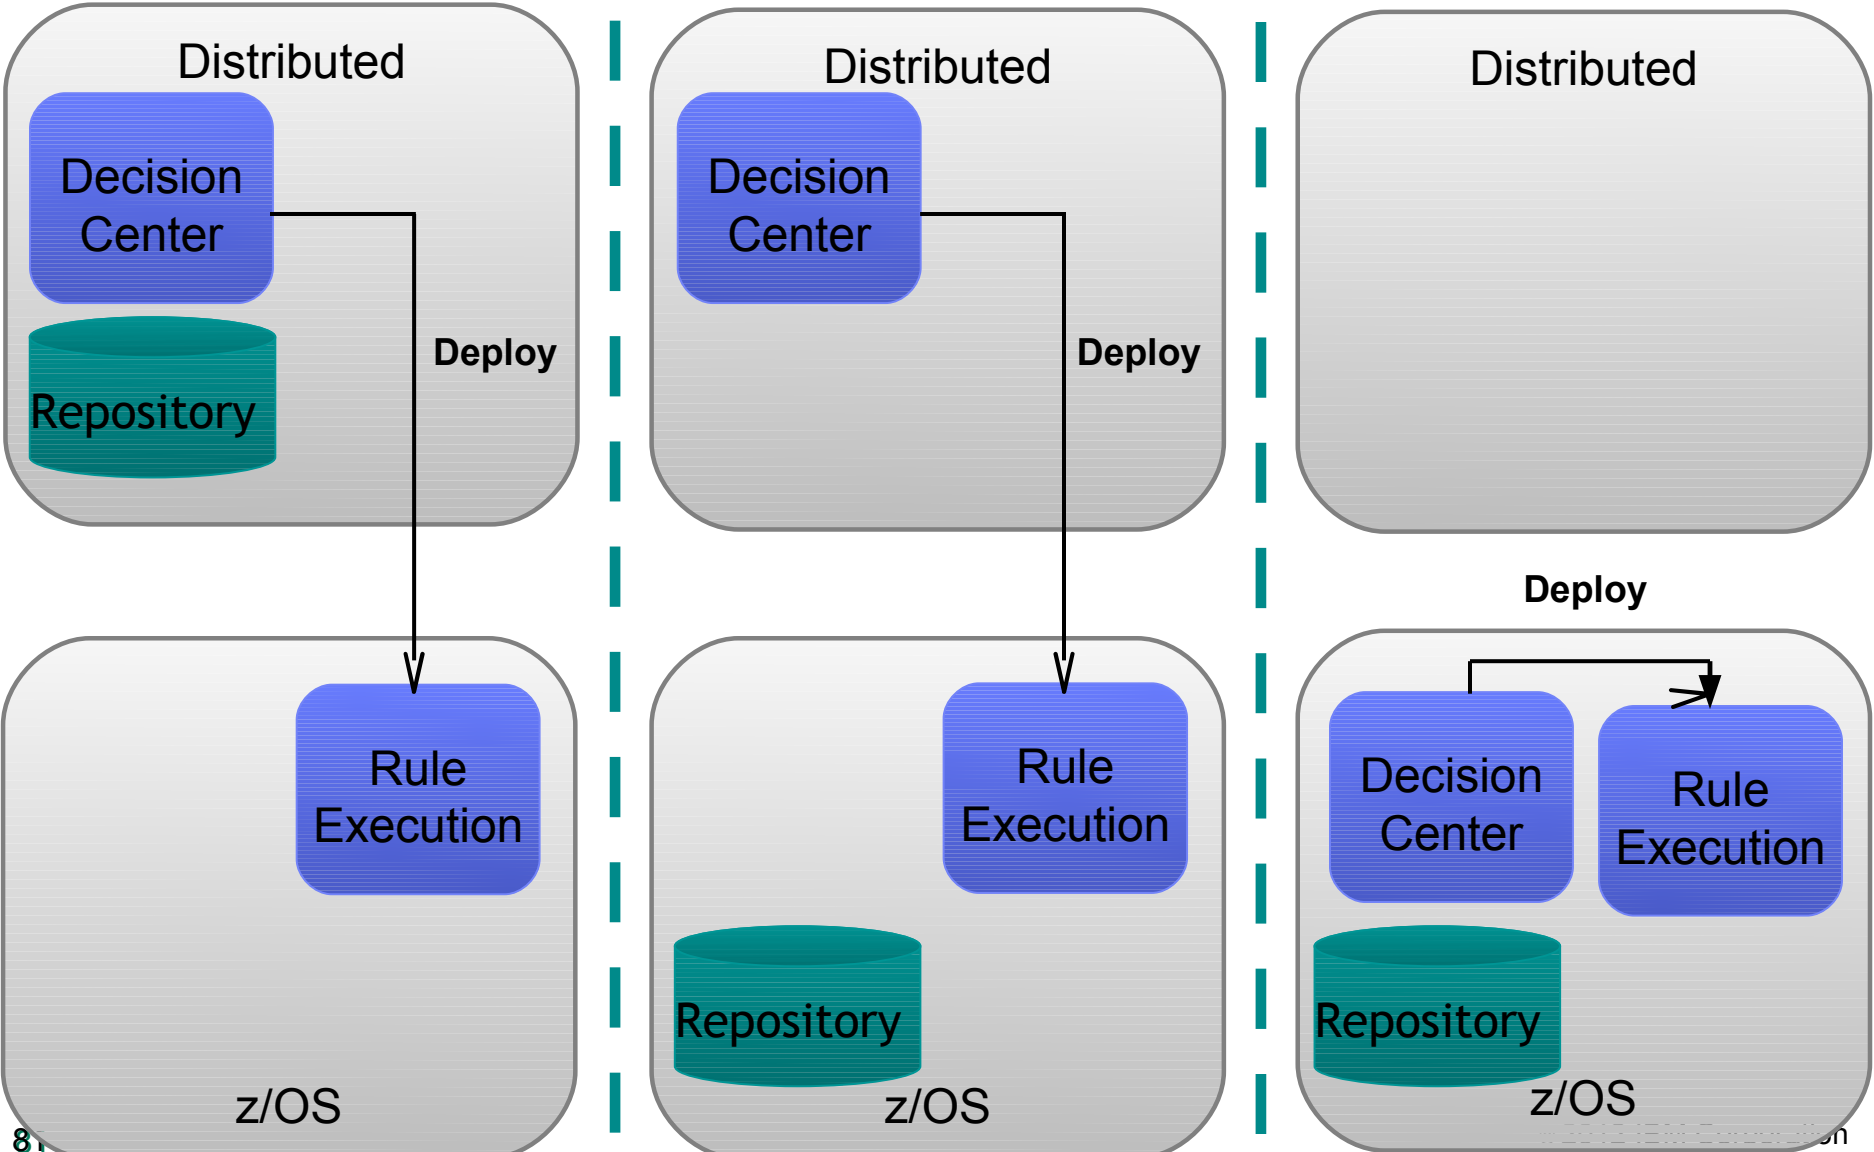 Distributed
Decision
Center
Deploy
Repository
Rule
Execution
z/OS
Distributed
Decision
Center
Deploy
Rule
Execution
Repository
z/OS
Distributed
Deploy
Decision
Center
Rule
Execution
Repository
z/OS